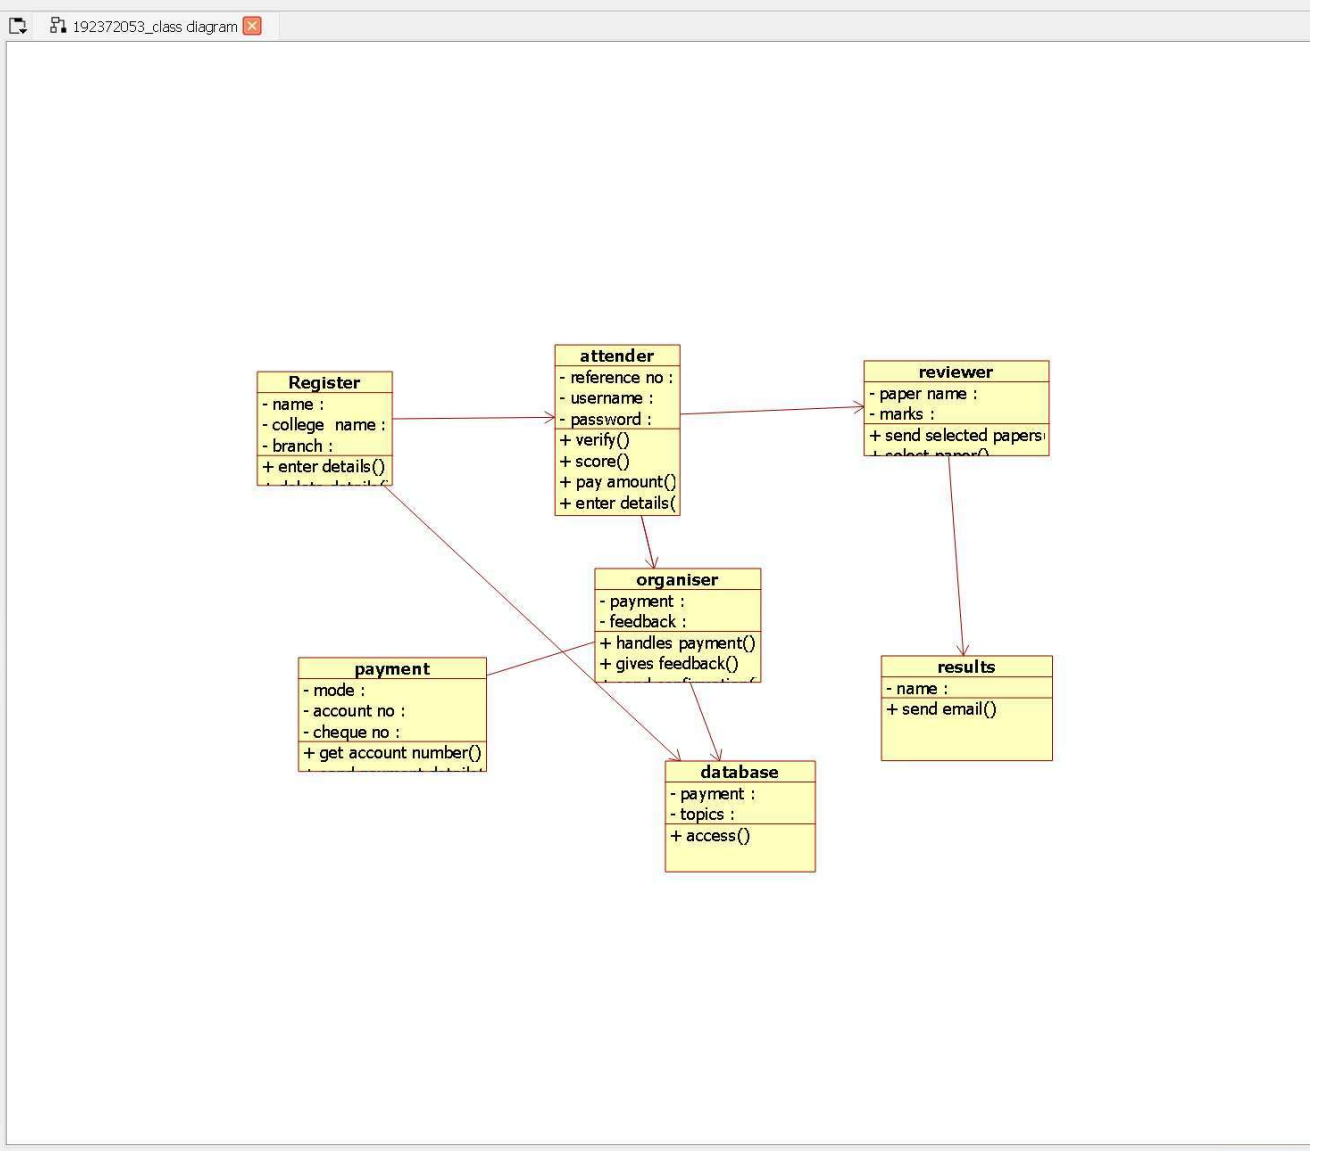 192372053_class diagram
Register
- name :
- college  name :
- branch :
+ enter details()
attender
- reference no :
- username :
- password :
+ verify()
+ score()
+ pay amount()
+ enter details(
reviewer
- paper name :
- marks :
+ send selected papers
+ select paper()
organiser
- payment :
- feedback :
+ handles payment()
+ gives feedback()
payment
- mode :
- account no :
- cheque no :
+ get account number()
results
- name :
+ send email()
database
- payment :
- topics :
+ access()